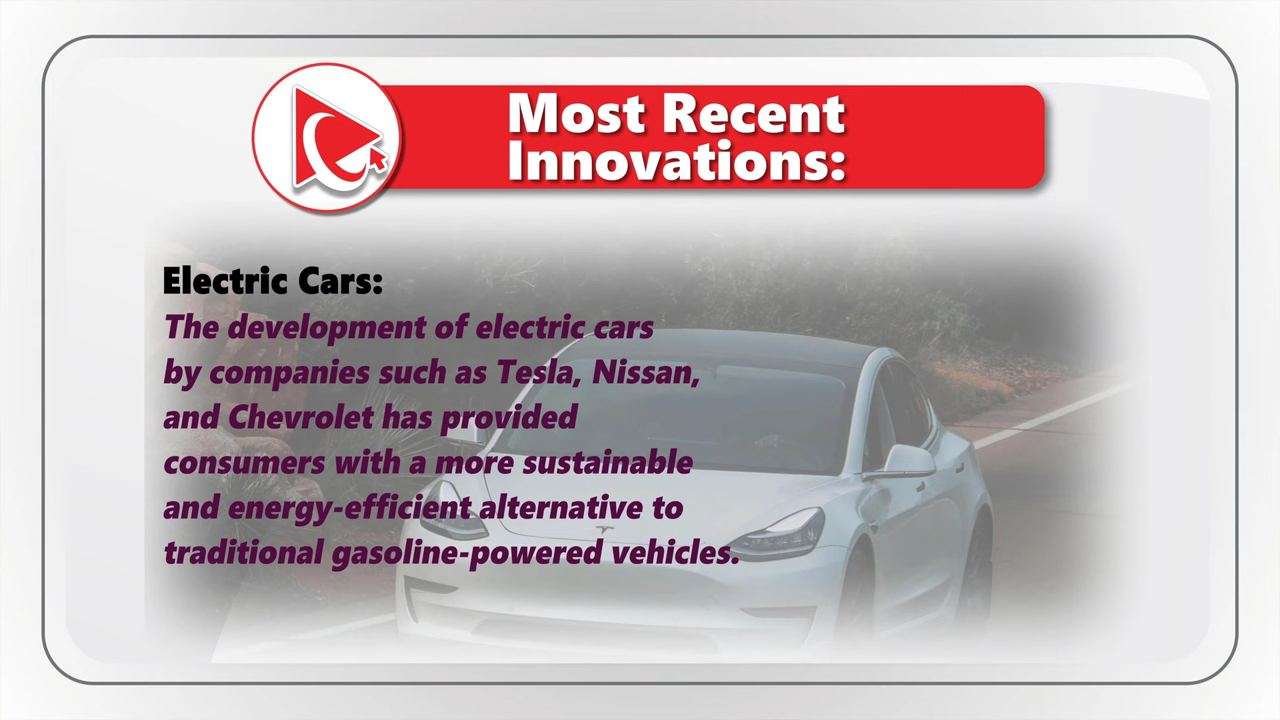 Most Recent
Innovations:
Electric Cars:
The development of electric cars
by companies such as Tesla, Nissan,
and Chevrolet has provided
consumers with a more sustainable
and energy-efficient alternative to
traditional gasoline-powered vehicles.